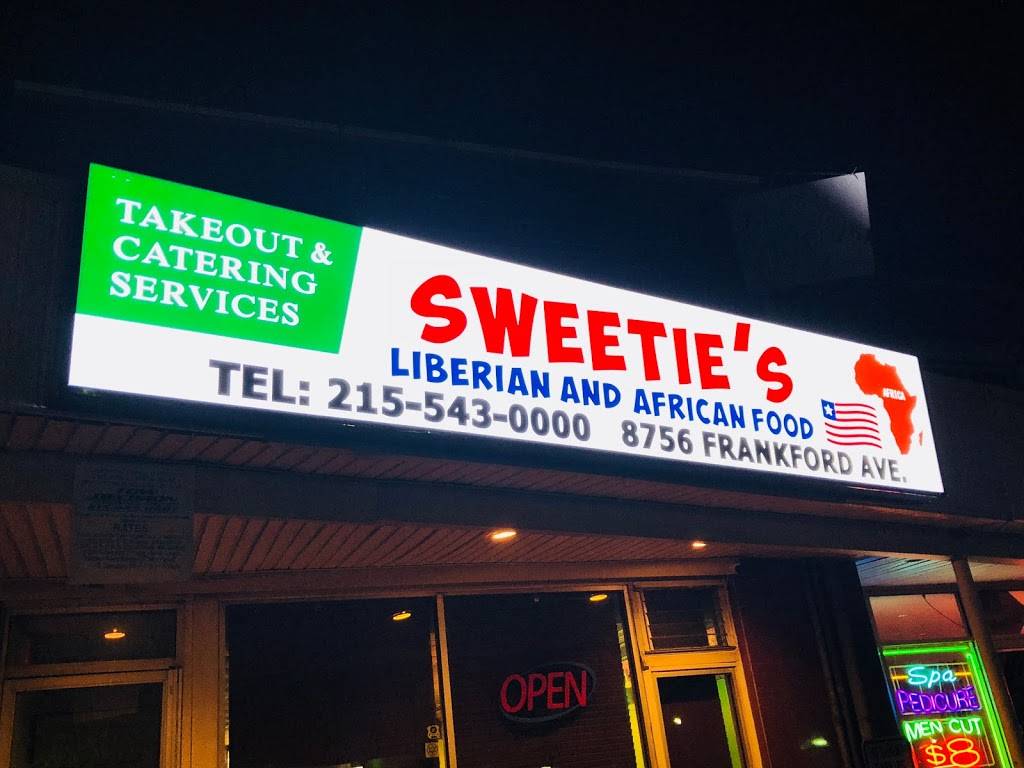 TAKEOUT &
CATERING
SERVICES
SWEETIE'S
LIBERIAN AND AFRICAN FOOD
TEL: 215-543-0000 8756 FRANKFORD AVE.
AFRICA
OPEN
Spa
PEDICURE
MEN CUT
$8